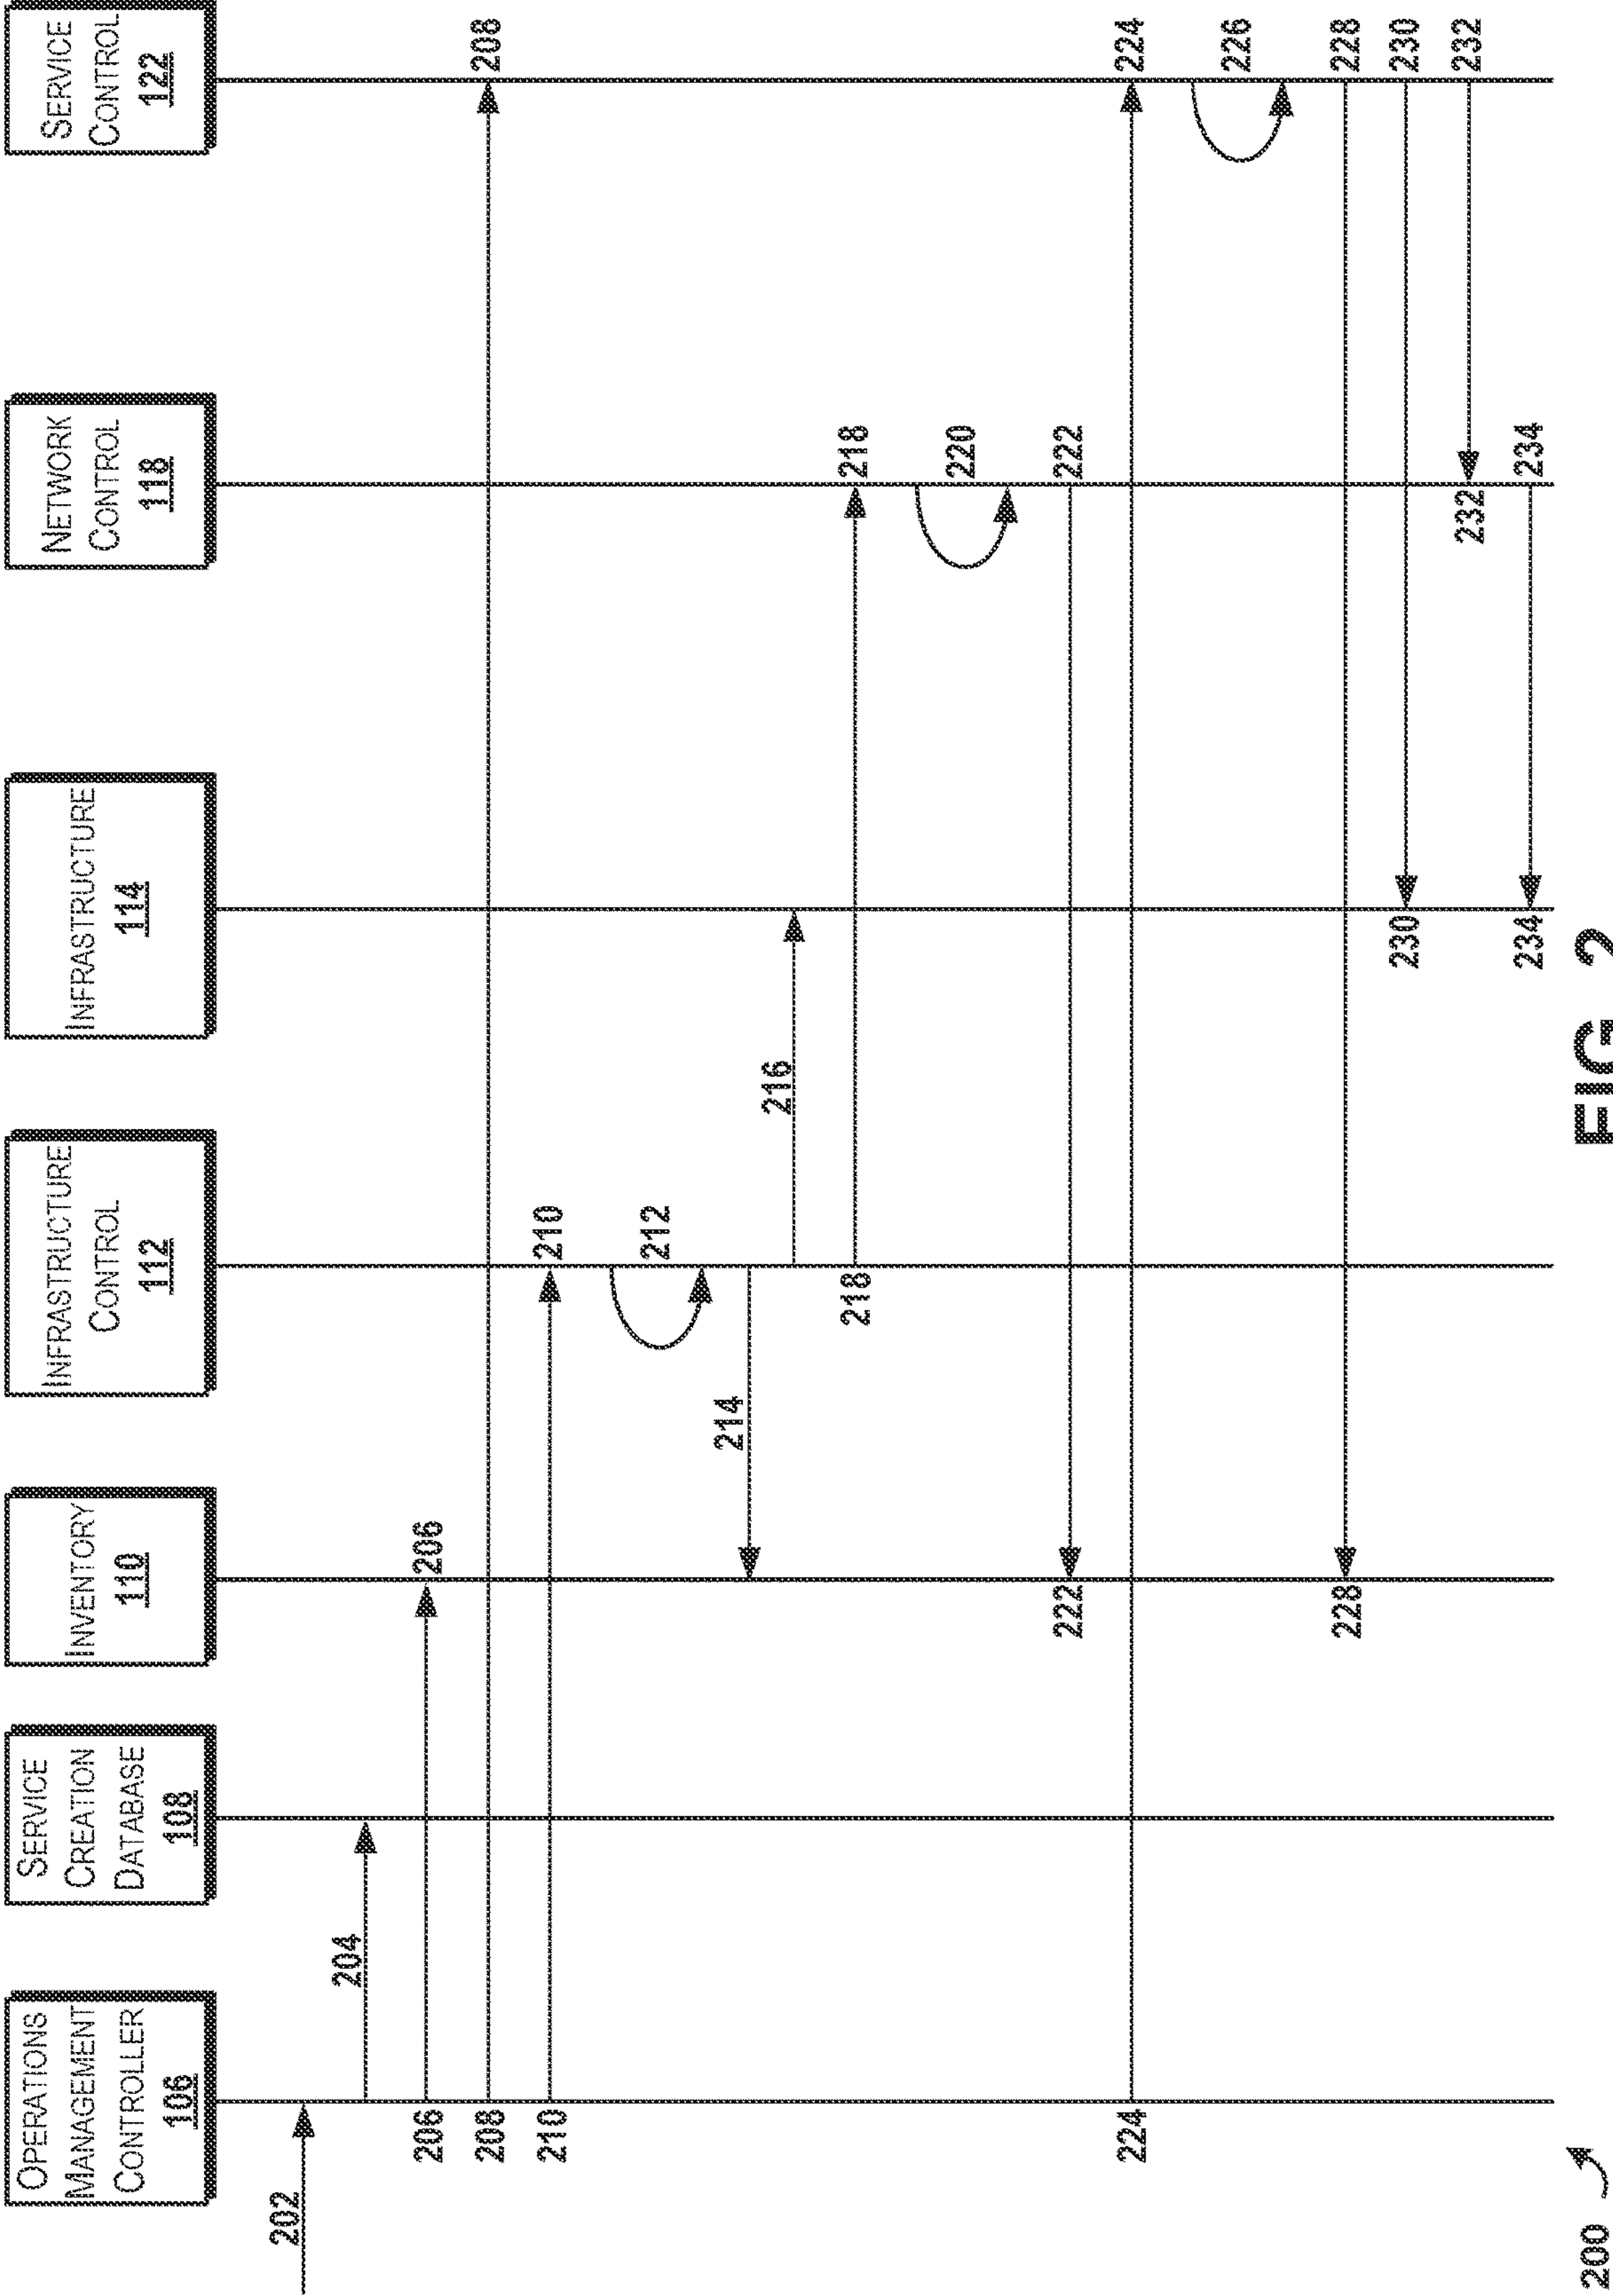 OPERATIONS
MANAGEMENT
CONTROLLER
106
SERVICE
CREATION
DATABASE
108
INVENTORY
110
INFRASTRUCTURE
CONTROL
112
INFRASTRUCTURE
114
NETWORK
CONTROL
118
SERVICE
CONTROL
122
202
204
206
206
208
208
210
210
212
214
216
218
218
220
222
222
224
224
226
228
228
230
230
232
232
234
234
200
FIG. 2